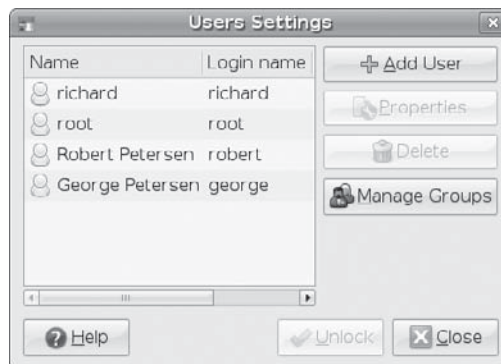 Users Settings
Name Login name
richard richard
root root
Robert Petersen robert
George Petersen george
Add User
Properties
Delete
Manage Groups
Help
Unlock
Close